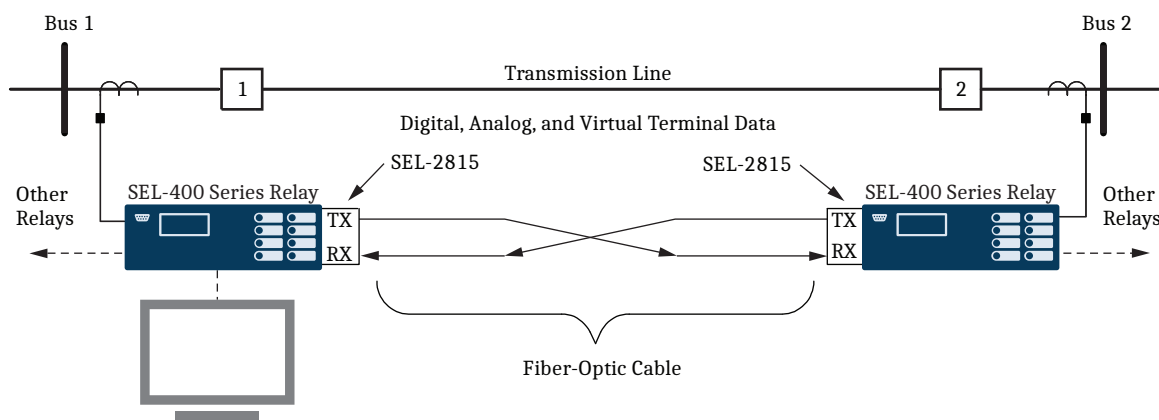 Bus 1
Bus 2
Transmission Line
1
2
Digital, Analog, and Virtual Terminal Data
SEL-2815
SEL-2815
Other
Relays
SEL-400 Series Relay
TX
RX
TX
RX
SEL-400 Series Relay
Other
Relays
Fiber-Optic Cable